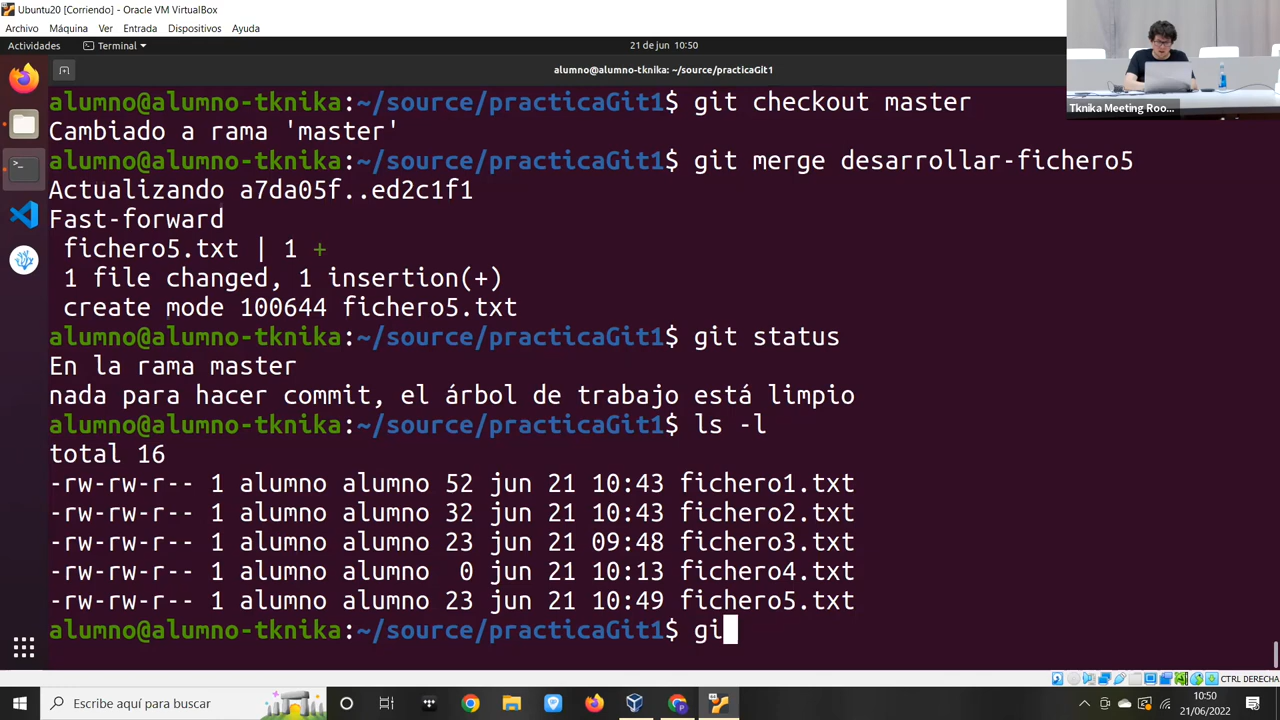 Ubuntu20 [Corriendo] - Oracle VM VirtualBox
Archivo Máquina Ver Entrada Dispositivos Ayuda
Actividades Terminal 21 de jun 10:50
alumno@alumno-tknika: ~/source/practicaGit1
Tknika Meeting Roo...
alumno@alumno-tknika:~/source/practicaGit1$ git checkout master
Cambiado a rama 'master'
alumno@alumno-tknika:~/source/practicaGit1$ git merge desarrollar-fichero5
Actualizando a7da05f..ed2c1f1
Fast-forward
fichero5.txt | 1 +
1 file changed, 1 insertion(+)
create mode 100644 fichero5.txt
alumno@alumno-tknika:~/source/practicaGit1$ git status
En la rama master
nada para hacer commit, el árbol de trabajo está limpio
alumno@alumno-tknika:~/source/practicaGit1$ ls -l
total 16
-rw-rw-r-- 1 alumno alumno 52 jun 21 10:43 fichero1.txt
-rw-rw-r-- 1 alumno alumno 32 jun 21 10:43 fichero2.txt
-rw-rw-r-- 1 alumno alumno 23 jun 21 09:48 fichero3.txt
-rw-rw-r-- 1 alumno alumno 0 jun 21 10:13 fichero4.txt
-rw-rw-r-- 1 alumno alumno 23 jun 21 10:49 fichero5.txt
alumno@alumno-tknika:~/source/practicaGit1$ gi
CTRL DERECHA
Escribe aquí para buscar
10:50
21/06/2022